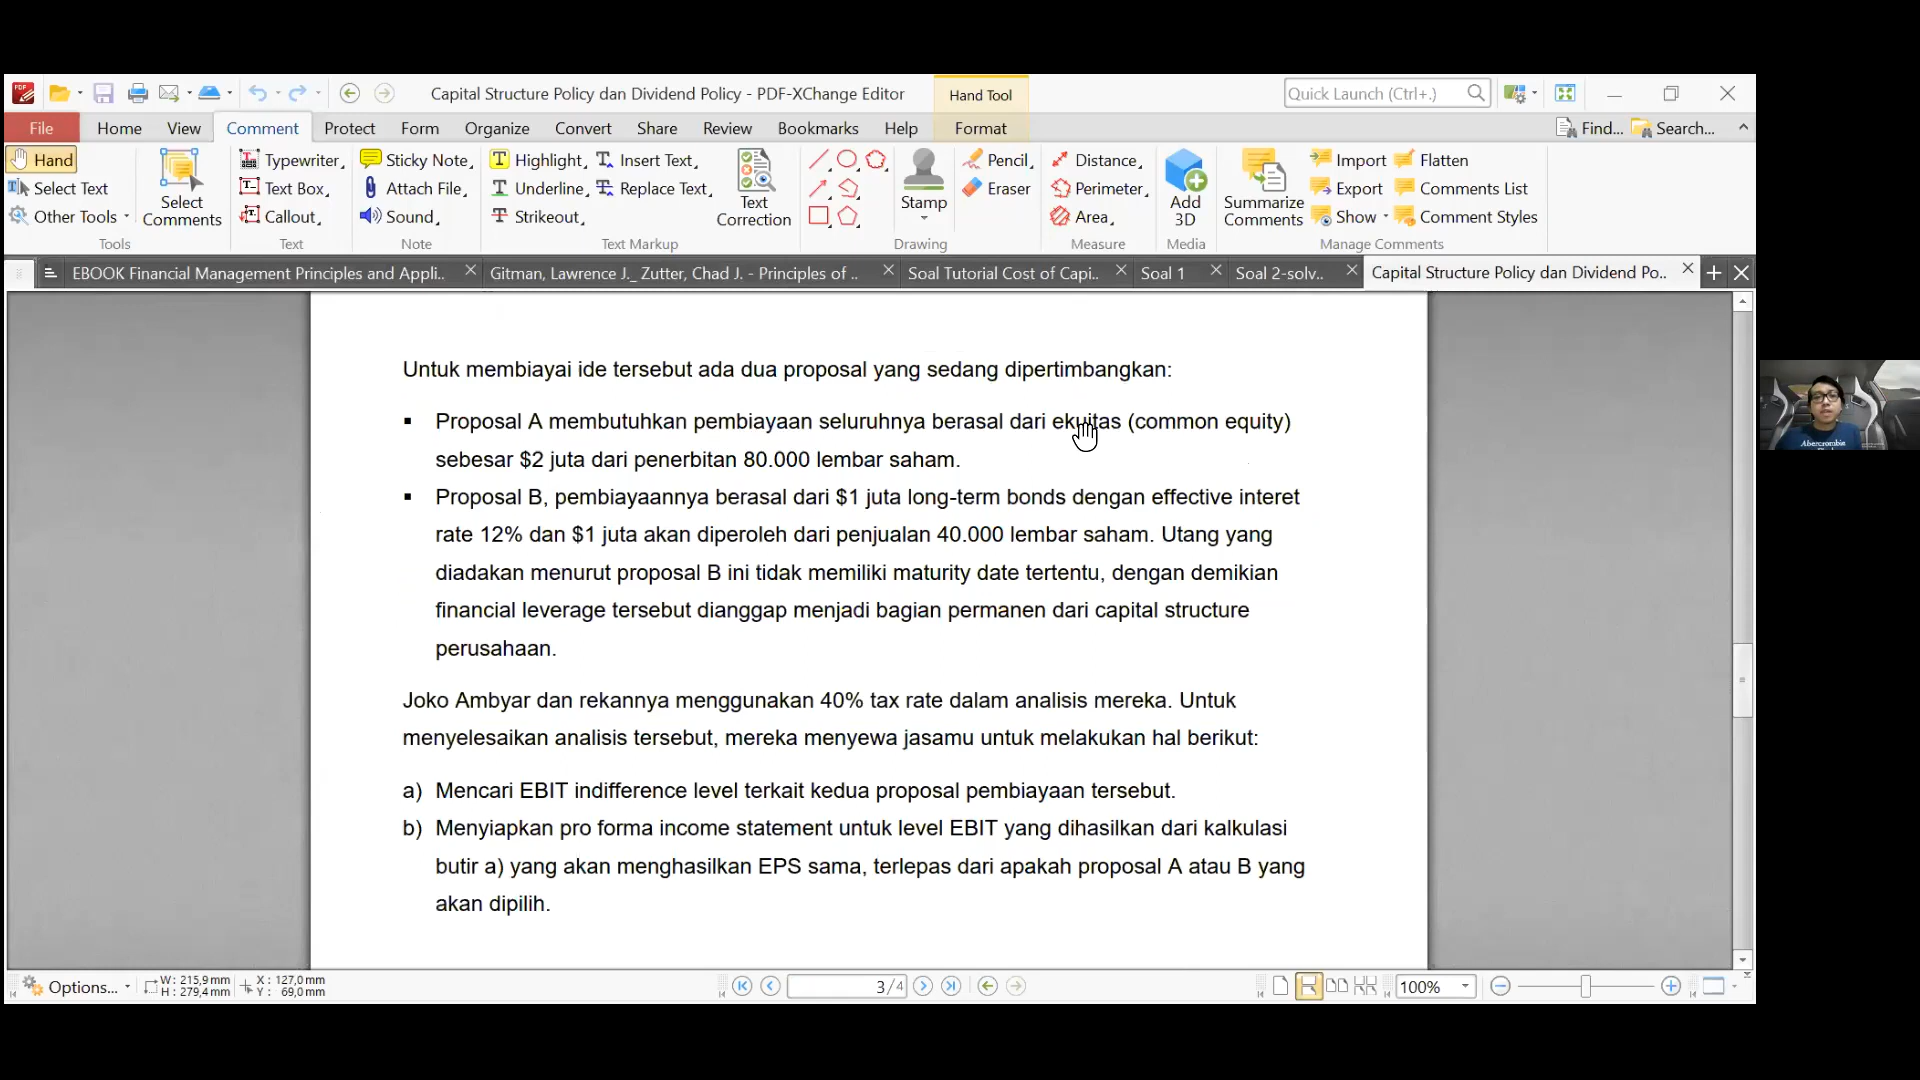 Capital Structure Policy dan Dividend Policy - PDF-XChange Editor
Hand Tool
Quick Launch (Ctrl+.)
File
Home
View
Comment
Protect
Form
Organize
Convert
Share
Review
Bookmarks
Help
Format
Find...
Search...
Hand
Select Text
Other Tools
Tools
Select Comments
Typewriter
Text Box
Callout
Text
Sticky Note
Attach File
Sound
Note
Highlight
Underline
Strikeout
Insert Text
Replace Text
Text Markup
Text Correction
Stamp
Drawing
Pencil
Eraser
Distance
Perimeter
Area
Measure
Add 3D
Media
Summarize Comments
Import
Export
Show
Flatten
Comments List
Comment Styles
Manage Comments
EBOOK Financial Management Principles and Appli..
Gitman, Lawrence J._ Zutter, Chad J. - Principles of ..
Soal Tutorial Cost of Capi..
Soal 1
Soal 2-solv..
Capital Structure Policy dan Dividend Po..
Untuk membiayai ide tersebut ada dua proposal yang sedang dipertimbangkan:
▪ Proposal A membutuhkan pembiayaan seluruhnya berasal dari ekuitas (common equity)
sebesar $2 juta dari penerbitan 80.000 lembar saham.
▪ Proposal B, pembiayaannya berasal dari $1 juta long-term bonds dengan effective interet
rate 12% dan $1 juta akan diperoleh dari penjualan 40.000 lembar saham. Utang yang
diadakan menurut proposal B ini tidak memiliki maturity date tertentu, dengan demikian
financial leverage tersebut dianggap menjadi bagian permanen dari capital structure
perusahaan.
Joko Ambyar dan rekannya menggunakan 40% tax rate dalam analisis mereka. Untuk
menyelesaikan analisis tersebut, mereka menyewa jasamu untuk melakukan hal berikut:
a) Mencari EBIT indifference level terkait kedua proposal pembiayaan tersebut.
b) Menyiapkan pro forma income statement untuk level EBIT yang dihasilkan dari kalkulasi
butir a) yang akan menghasilkan EPS sama, terlepas dari apakah proposal A atau B yang
akan dipilih.
Abercrombie
Options...
W: 215,9mm
H: 279,4mm
X: 127,0mm
Y: 69,0mm
3/4
100%